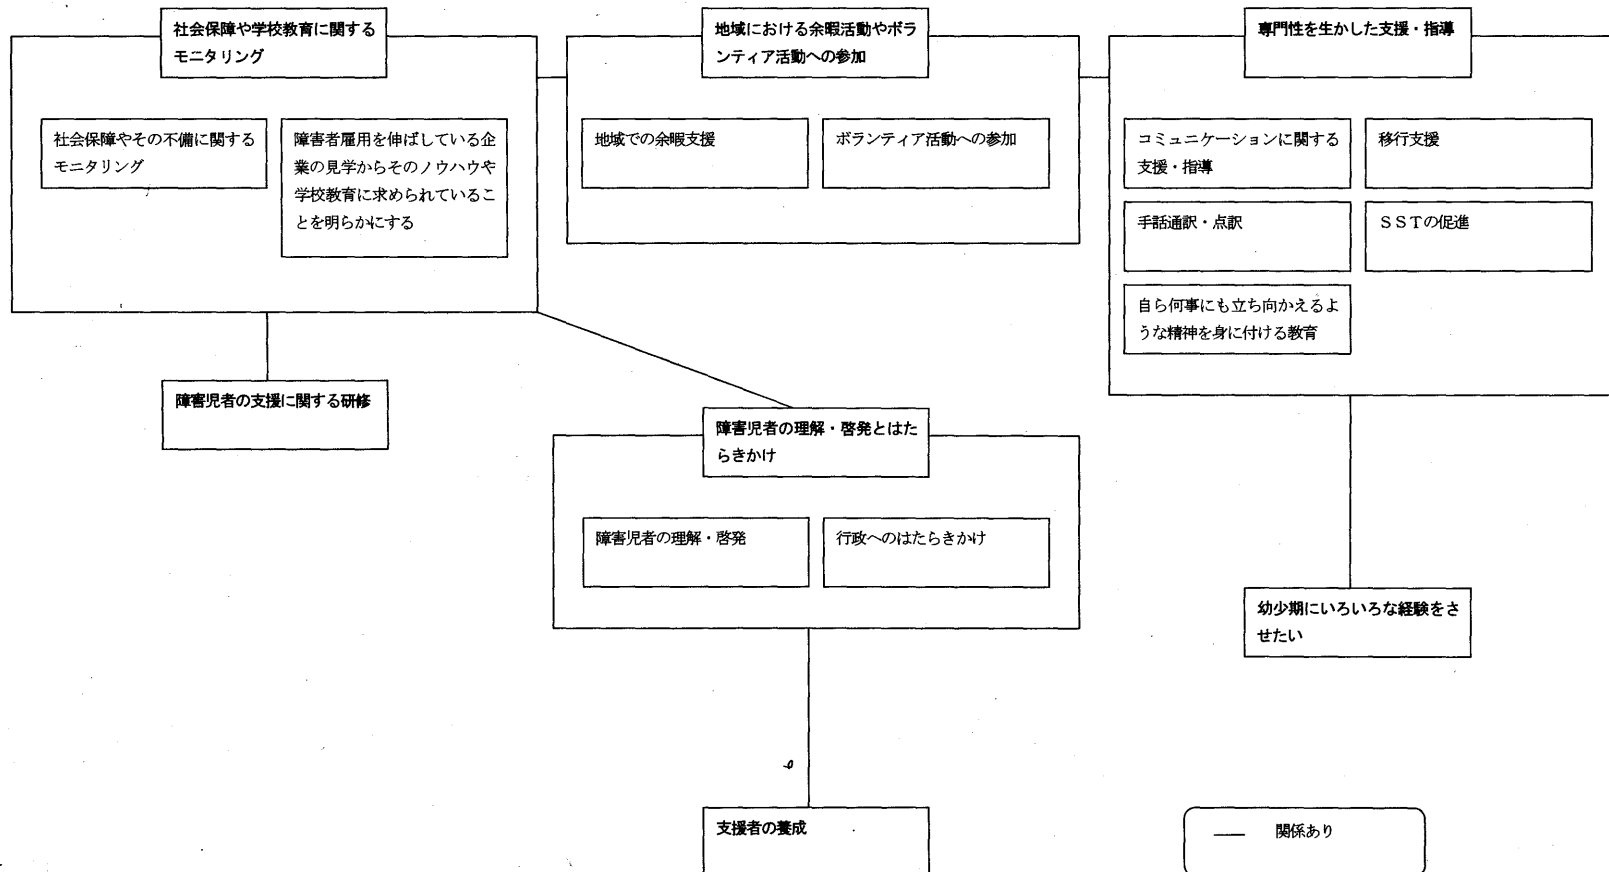 社会保障や学校教育に関する
モニタリング
地域における余暇活動やボラ
ンティア活動への参加
専門性を生かした支援・指導
社会保障やその不備に関する
モニタリング
障害者雇用を伸ばしている企
業の見学からそのノウハウや
学校教育に求められているこ
とを明らかにする
地域での余暇支援
ボランティア活動への参加
コミュニケーションに関する
支援・指導
移行支援
手話通訳・点訳
ＳＳＴの促進
自ら何事にも立ち向かえるよ
うな精神を身に付ける教育
障害児者の支援に関する研修
障害児者の理解・啓発とはた
らきかけ
障害児者の理解・啓発
行政へのはたらきかけ
幼少期にいろいろな経験をさ
せたい
支援者の養成
関係あり